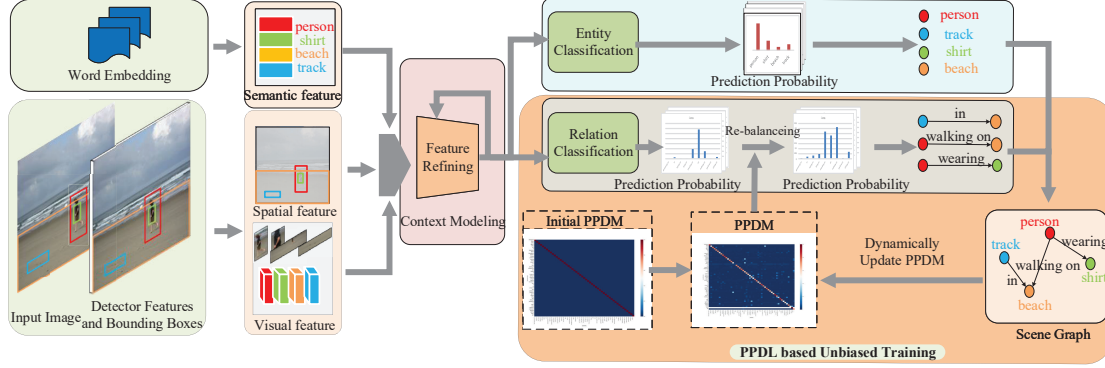 Word Embedding
person
shirt
beach
track
Semantic feature
Input Image
Detector Features
and Bounding Boxes
Spatial feature
Visual feature
Feature
Refining
Context Modeling
Entity
Classification
Prediction Probability
person
track
shirt
beach
Relation
Classification
Prediction Probability
Re-balancing
Prediction Probability
in
walking on
wearing
Initial PPDM
PPDM
Dynamically
Update PPDM
person
track
wearing
walking on
shirt
in
beach
Scene Graph
PPDL based Unbiased Training